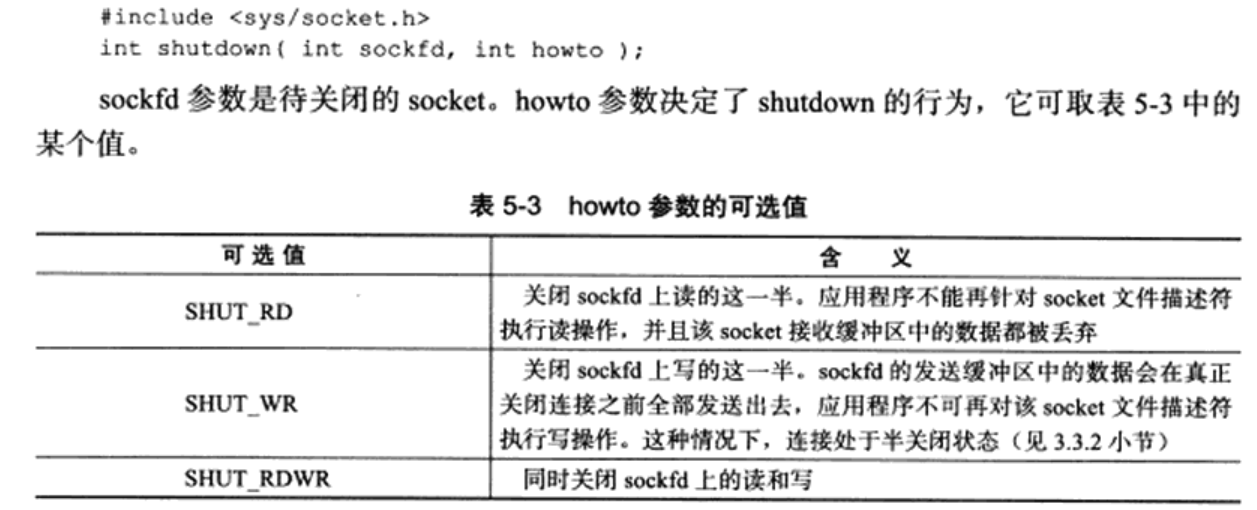 #include <sys/socket.h>
int shutdown( int sockfd, int howto );
sockfd 参数是待关闭的 socket。howto 参数决定了 shutdown 的行为，它可取表 5-3 中的
某个值。
表 5-3 howto 参数的可选值
可 选 值
含 义
SHUT_RD
关闭 sockfd 上读的这一半。应用程序不能再针对 socket 文件描述符
执行读操作，并且该 socket 接收缓冲区中的数据都被丢弃
SHUT_WR
关闭 sockfd 上写的这一半。sockfd 的发送缓冲区中的数据会在真正
关闭连接之前全部发送出去，应用程序不可再对该 socket 文件描述符
执行写操作。这种情况下，连接处于半关闭状态（见 3.3.2 小节）
SHUT_RDWR
同时关闭 sockfd 上的读和写